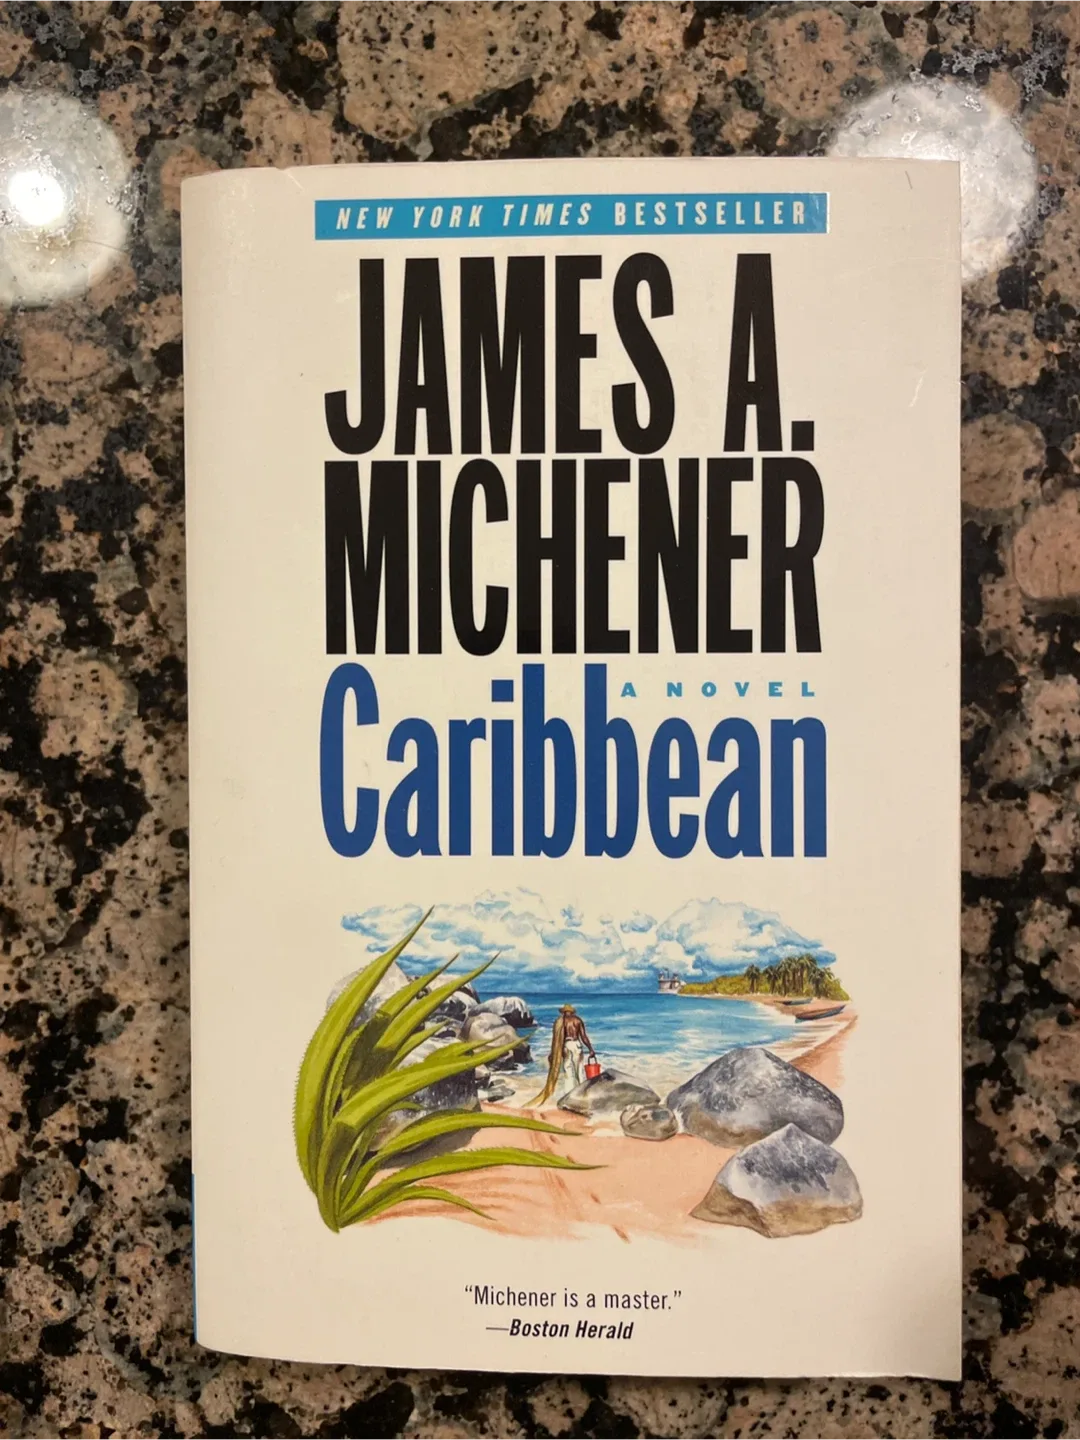 NEW YORK TIMES BESTSELLER
JAMES A.
MICHENER
A NOVEL
Caribbean
“Michener is a master.”
—Boston Herald